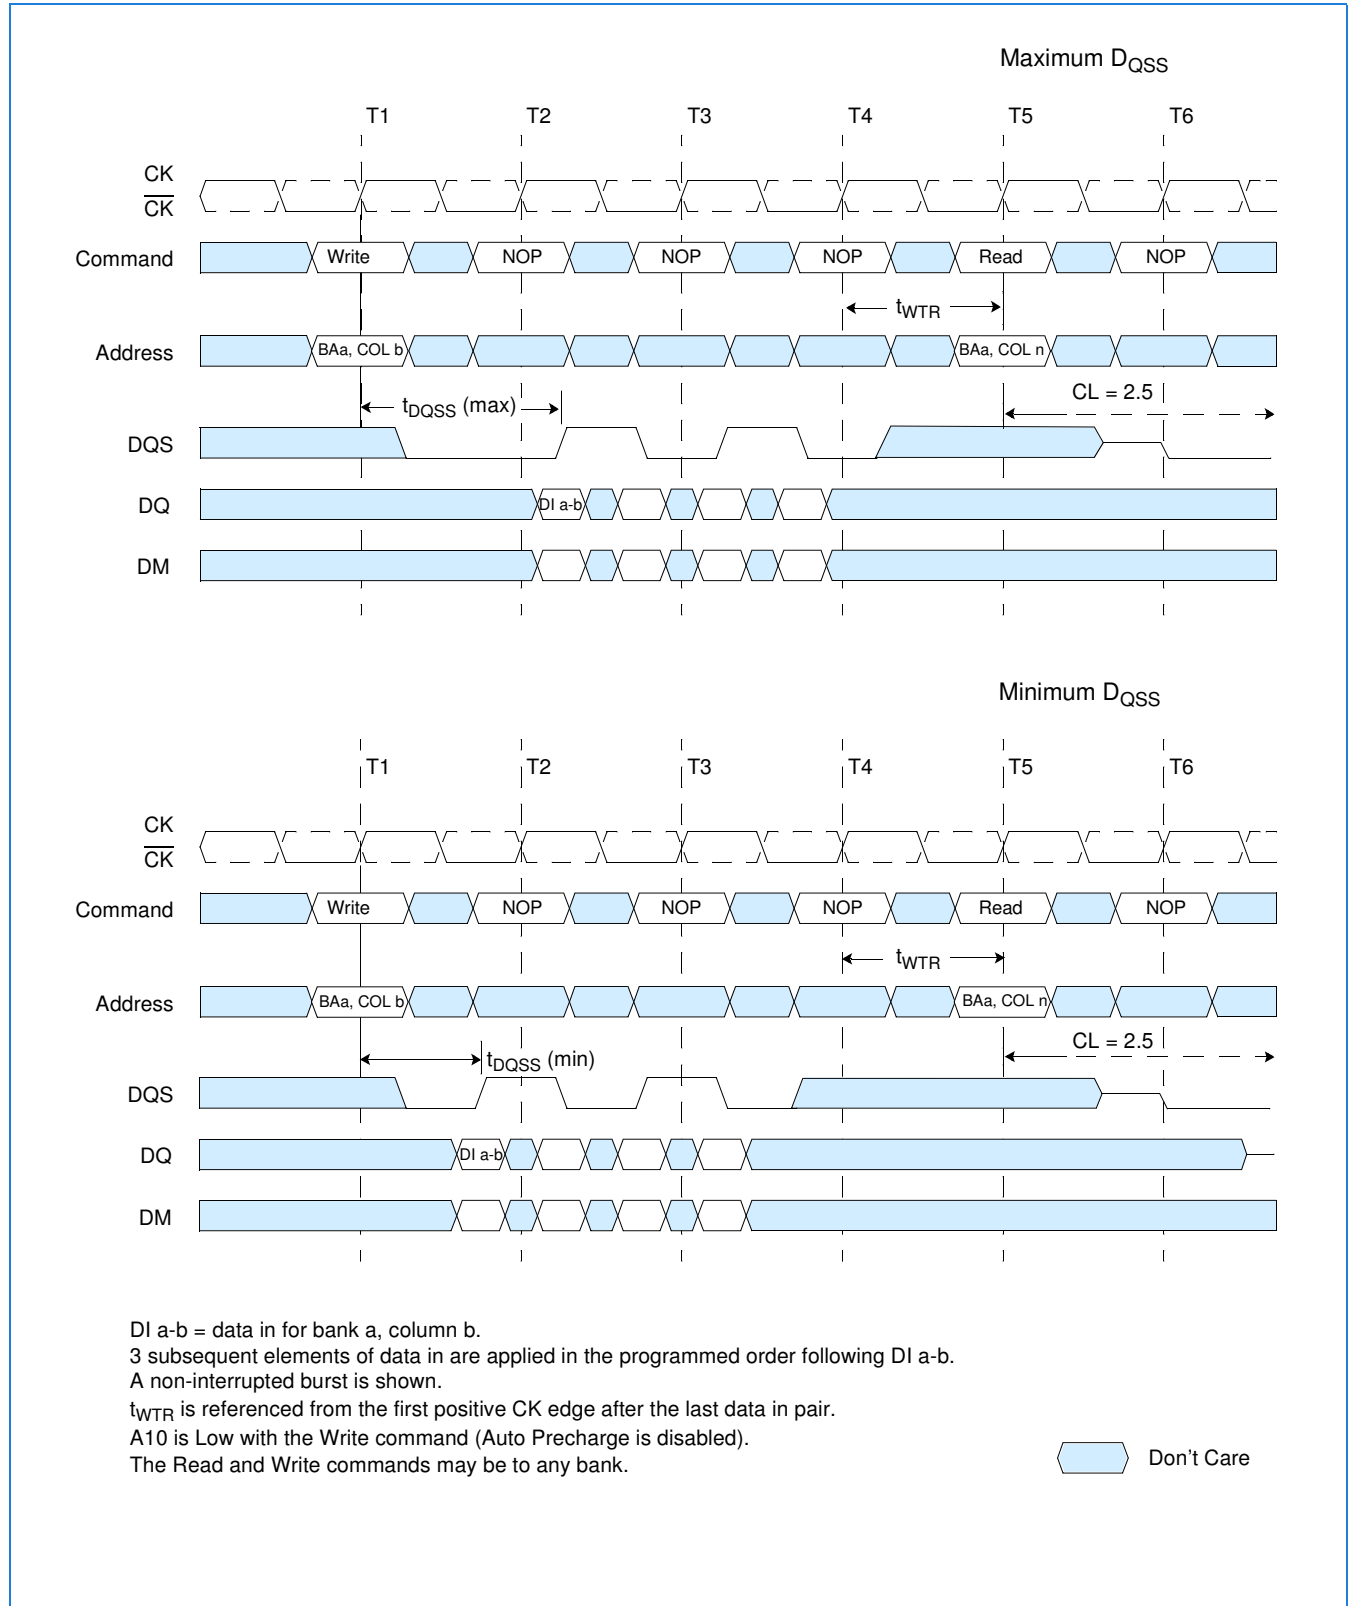 Maximum DQSS
T1 T2 T3 T4 T5 T6
CK
CK
Command Write NOP NOP NOP Read NOP
tWTR
Address BAa, COL b BAa, COL n
CL = 2.5
tDQSS (max)
DQS
DQ DI a-b
DM
Minimum DQSS
T1 T2 T3 T4 T5 T6
CK
CK
Command Write NOP NOP NOP Read NOP
tWTR
Address BAa, COL b BAa, COL n
CL = 2.5
tDQSS (min)
DQS
DQ DI a-b
DM
DI a-b = data in for bank a, column b.
3 subsequent elements of data in are applied in the programmed order following DI a-b.
A non-interrupted burst is shown.
tWTR is referenced from the first positive CK edge after the last data in pair.
A10 is Low with the Write command (Auto Precharge is disabled).
The Read and Write commands may be to any bank.
Don't Care